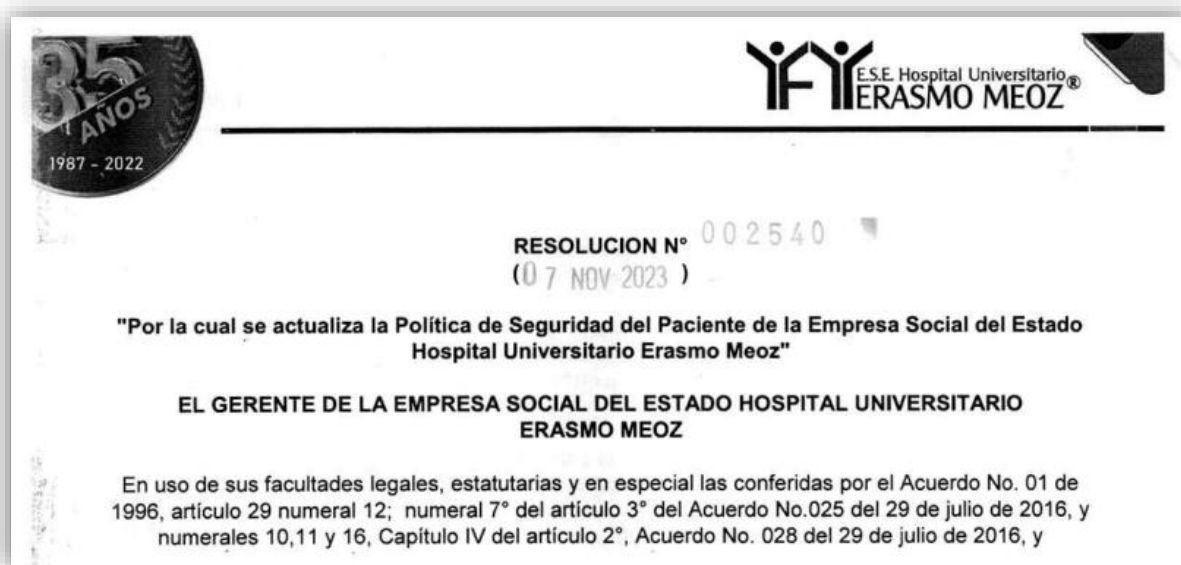 35
AÑOS
1987 - 2022
E.S.E. Hospital Universitario
ERASMO MEOZ®
RESOLUCION N° 002540
(07 NOV 2023 )
"Por la cual se actualiza la Política de Seguridad del Paciente de la Empresa Social del Estado
Hospital Universitario Erasmo Meoz"
EL GERENTE DE LA EMPRESA SOCIAL DEL ESTADO HOSPITAL UNIVERSITARIO
ERASMO MEOZ
En uso de sus facultades legales, estatutarias y en especial las conferidas por el Acuerdo No. 01 de
1996, artículo 29 numeral 12; numeral 7° del artículo 3° del Acuerdo No.025 del 29 de julio de 2016, y
numerales 10,11 y 16, Capítulo IV del artículo 2°, Acuerdo No. 028 del 29 de julio de 2016, y